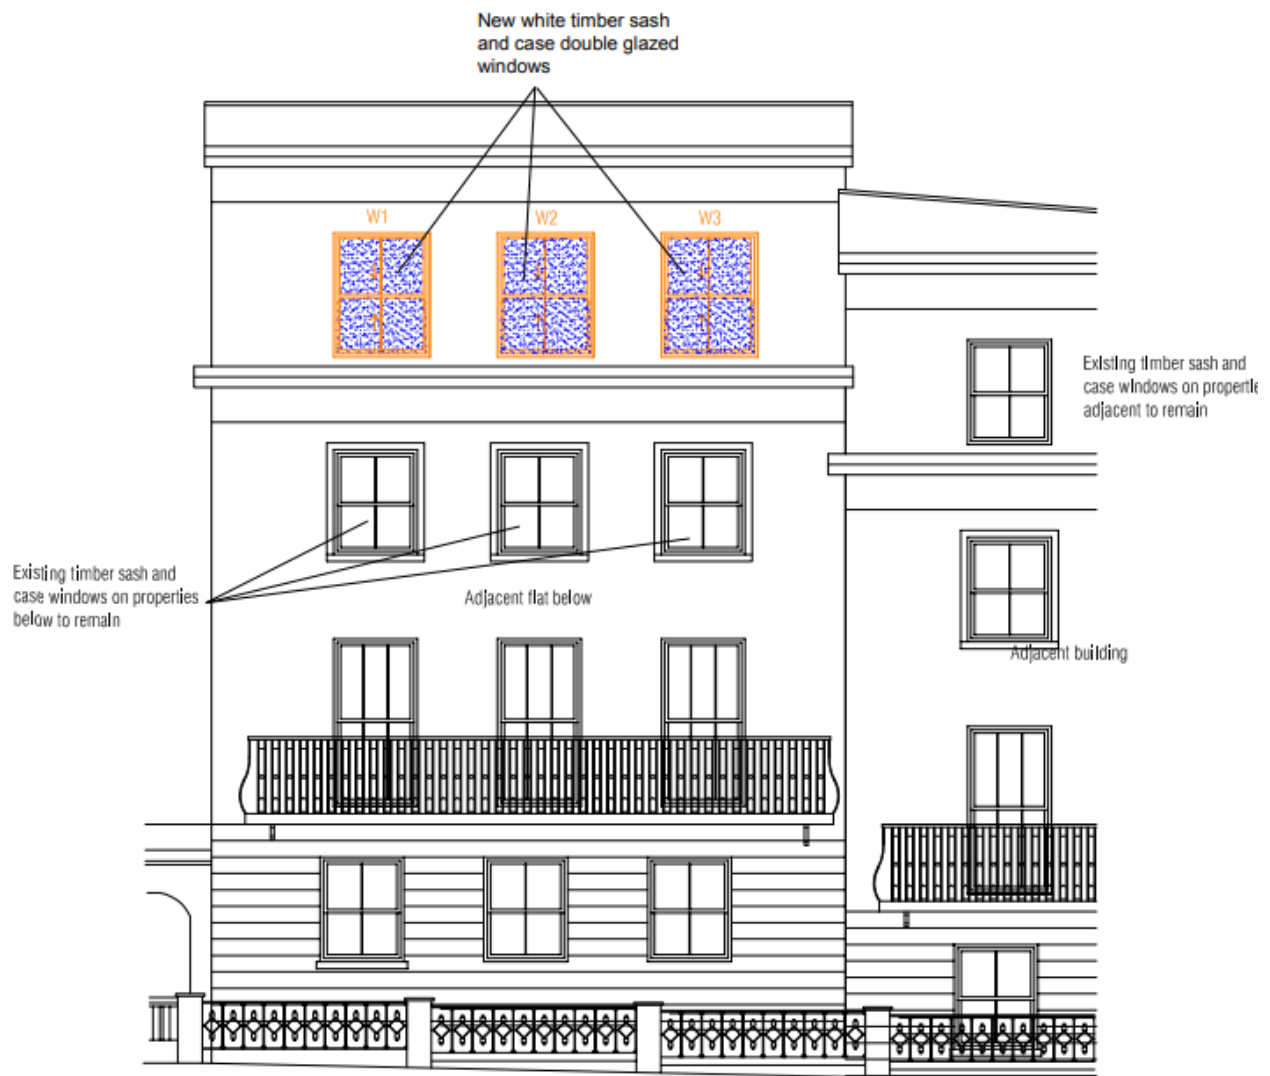 New white timber sash
and case double glazed
windows
W1
W2
W3
Existing timber sash and
case windows on propertie
adjacent to remain
Existing timber sash and
case windows on properties
below to remain
Adjacent flat below
Adjacent building